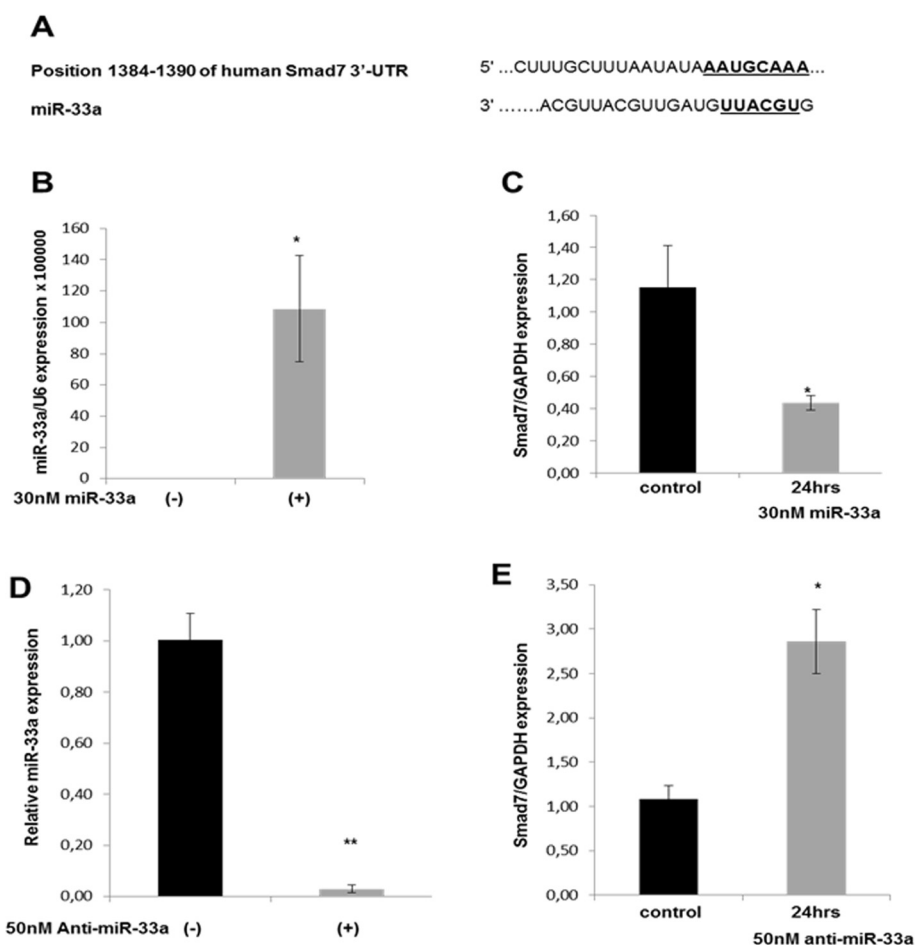 A
Position 1384-1390 of human Smad7 3'-UTR
5' ...CUUUGCUUUAAUAUAAAUGCAAA...
miR-33a
3' .......ACGUUACGUUGAUGUUACGUG
B
miR-33a/U6 expression x 100000
160
140
120
100
80
60
40
20
0
*
30nM miR-33a (-) (+)
C
Smad7/GAPDH expression
1,60
1,40
1,20
1,00
0,80
0,60
0,40
0,20
0,00
*
control 24hrs
30nM miR-33a
D
Relative miR-33a expression
1,20
1,00
0,80
0,60
0,40
0,20
0,00
**
50nM Anti-miR-33a (-) (+)
E
Smad7/GAPDH expression
3,50
3,00
2,50
2,00
1,50
1,00
0,50
0,00
*
control 24hrs
50nM anti-miR-33a